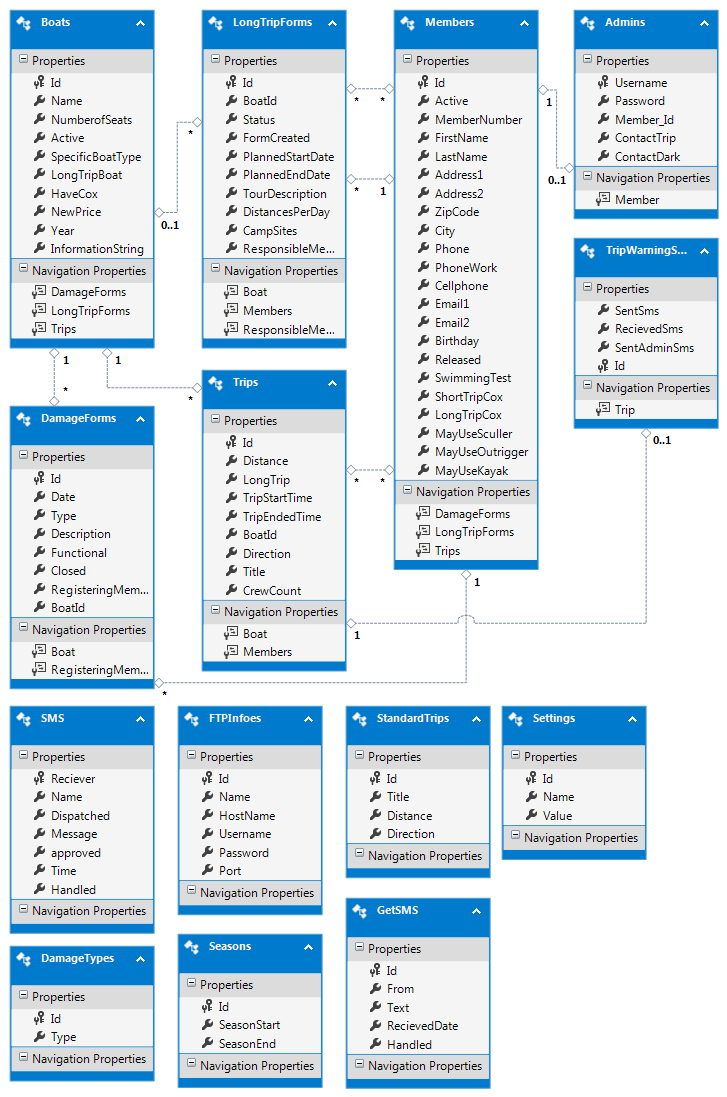 Boats
Properties
Id
Name
NumberofSeats
Active
SpecificBoatType
LongTripBoat
HaveCox
NewPrice
Year
InformationString
Navigation Properties
DamageForms
LongTripForms
Trips
LongTripForms
Properties
Id
BoatId
Status
FormCreated
PlannedStartDate
PlannedEndDate
TourDescription
DistancesPerDay
CampSites
ResponsibleMe...
Navigation Properties
Boat
Members
ResponsibleMe...
Members
Properties
Id
Active
MemberNumber
FirstName
LastName
Address1
Address2
ZipCode
City
Phone
PhoneWork
Cellphone
Email1
Email2
Birthday
Released
SwimmingTest
ShortTripCox
LongTripCox
MayUseSculler
MayUseOutrigger
MayUseKayak
Navigation Properties
DamageForms
LongTripForms
Trips
Admins
Properties
Username
Password
Member_Id
ContactTrip
ContactDark
Navigation Properties
Member
TripWarningS...
Properties
SentSms
RecievedSms
SentAdminSms
Id
Navigation Properties
Trip
* *
* 1
1
0..1
*
0..1
1
*
1
*
* *
0..1
1
1
*
DamageForms
Properties
Id
Date
Type
Description
Functional
Closed
RegisteringMem...
BoatId
Navigation Properties
Boat
RegisteringMem...
Trips
Properties
Id
Distance
LongTrip
TripStartTime
TripEndedTime
BoatId
Direction
Title
CrewCount
Navigation Properties
Boat
Members
SMS
Properties
Reciever
Name
Dispatched
Message
approved
Time
Handled
Navigation Properties
FTPInfoes
Properties
Id
Name
HostName
Username
Password
Port
Navigation Properties
StandardTrips
Properties
Id
Title
Distance
Direction
Navigation Properties
Settings
Properties
Id
Name
Value
Navigation Properties
DamageTypes
Properties
Id
Type
Navigation Properties
Seasons
Properties
Id
SeasonStart
SeasonEnd
Navigation Properties
GetSMS
Properties
Id
From
Text
RecievedDate
Handled
Navigation Properties